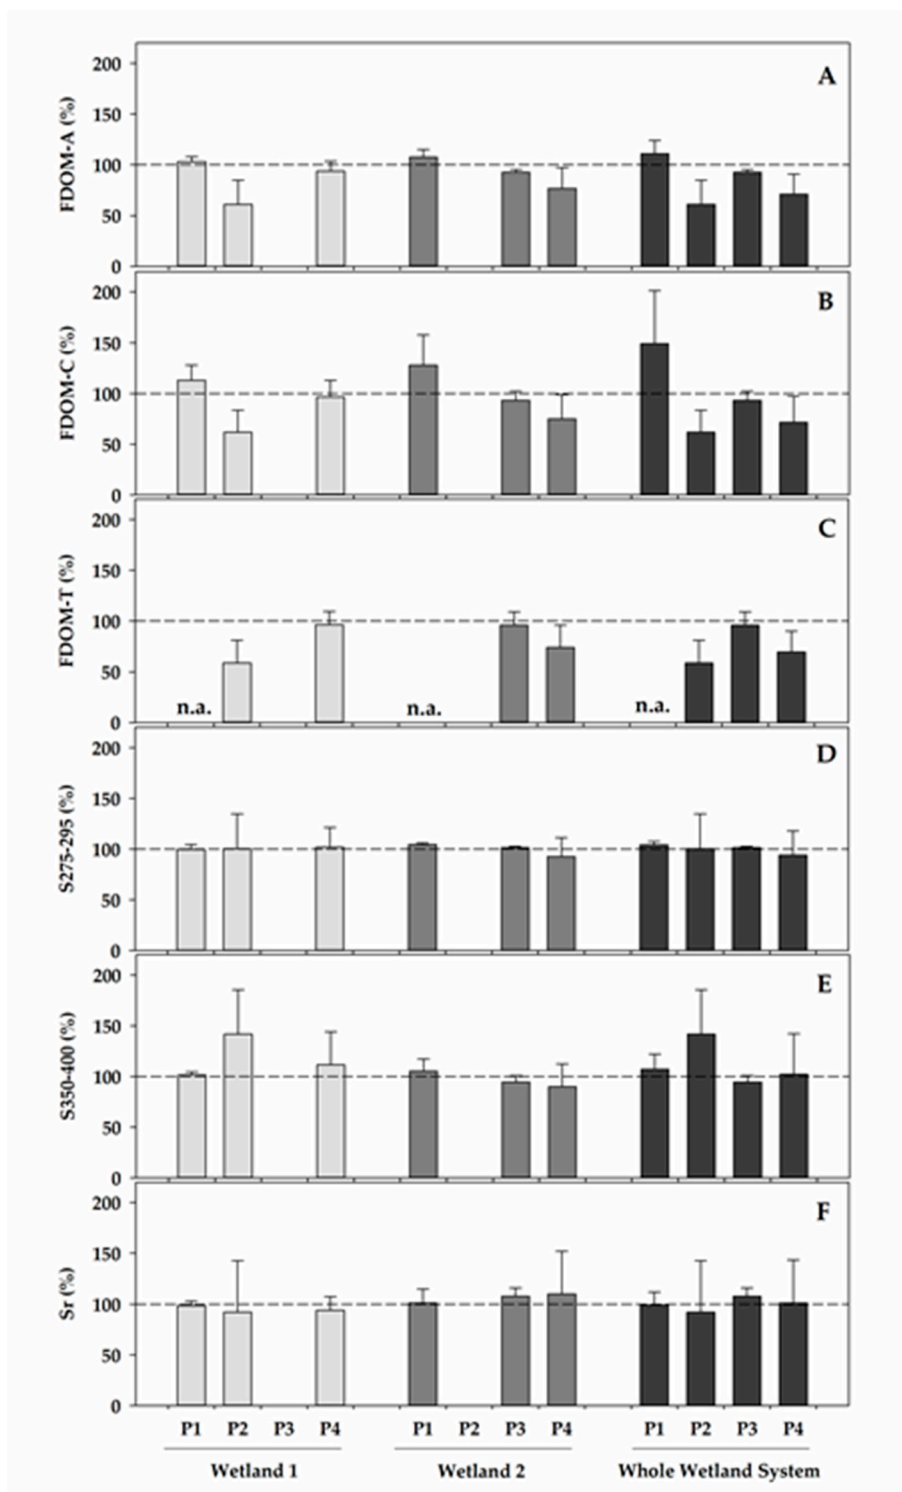 A
FDOM-A (%)
200
150
100
50
0
B
FDOM-C (%)
200
150
100
50
0
C
FDOM-T (%)
200
150
100
50
0
n.a. n.a. n.a.
D
S275-295 (%)
200
150
100
50
0
E
S350-400 (%)
200
150
100
50
0
F
Sr (%)
200
150
100
50
0
P1 P2 P3 P4 P1 P2 P3 P4 P1 P2 P3 P4
Wetland 1 Wetland 2 Whole Wetland System